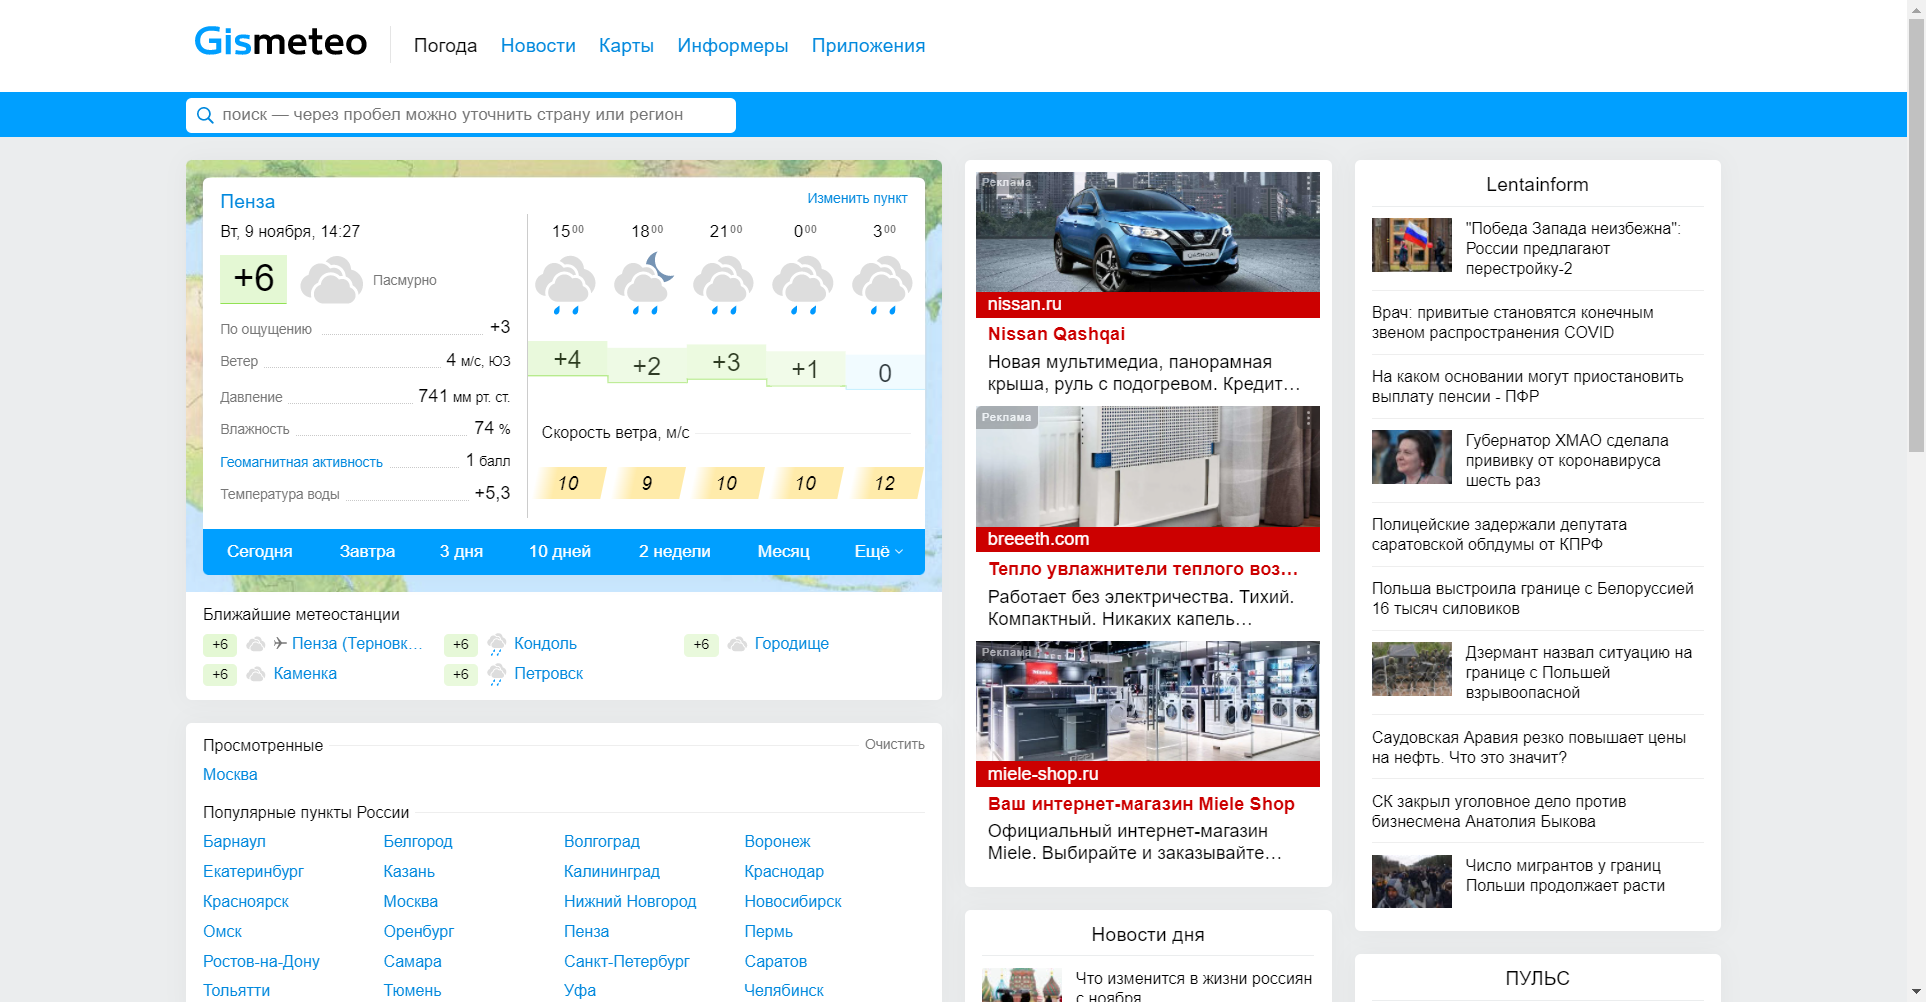 Gismeteo
Погода Новости Карты Информеры Приложения
поиск — через пробел можно уточнить страну или регион
Пенза
Изменить пункт
Вт, 9 ноября, 14:27
+6
Пасмурно
По ощущению +3
Ветер 4 м/с, ЮЗ
Давление 741 мм рт. ст.
Влажность 74 %
Геомагнитная активность 1 балл
Температура воды +5,3
15 00 18 00 21 00 0 00 3 00
+4 +2 +3 +1 0
Скорость ветра, м/с
10 9 10 10 12
Сегодня Завтра 3 дня 10 дней 2 недели Месяц Ещё
Ближайшие метеостанции
+6 Пенза (Терновк… +6 Кондоль +6 Городище
+6 Каменка +6 Петровск
Просмотренные Очистить
Москва
Популярные пункты России
Барнаул Белгород Волгоград Воронеж
Екатеринбург Казань Калининград Краснодар
Красноярск Москва Нижний Новгород Новосибирск
Омск Оренбург Пенза Пермь
Ростов-на-Дону Самара Санкт-Петербург Саратов
Тольятти Тюмень Уфа Челябинск
Реклама
QASHQAI
nissan.ru
Nissan Qashqai
Новая мультимедиа, панорамная
крыша, руль с подогревом. Кредит…
Реклама
breeeth.com
Тепло увлажнители теплого воз…
Работает без электричества. Тихий.
Компактный. Никаких капель…
Реклама
Miele
miele-shop.ru
Ваш интернет-магазин Miele Shop
Официальный интернет-магазин
Miele. Выбирайте и заказывайте…
Новости дня
Что изменится в жизни россиян
с ноября
Lentainform
"Победа Запада неизбежна":
России предлагают
перестройку-2
Врач: привитые становятся конечным
звеном распространения COVID
На каком основании могут приостановить
выплату пенсии - ПФР
Губернатор ХМАО сделала
прививку от коронавируса
шесть раз
Полицейские задержали депутата
саратовской облдумы от КПРФ
Польша выстроила границе с Белоруссией
16 тысяч силовиков
Дзермант назвал ситуацию на
границе с Польшей
взрывоопасной
Саудовская Аравия резко повышает цены
на нефть. Что это значит?
СК закрыл уголовное дело против
бизнесмена Анатолия Быкова
Число мигрантов у границ
Польши продолжает расти
ПУЛЬС